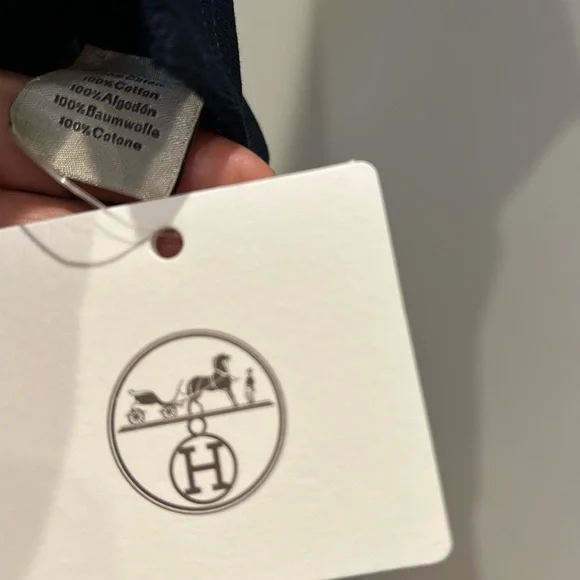 100% Cotton
100% Algodón
100% Baumwolle
100% Cotone
H